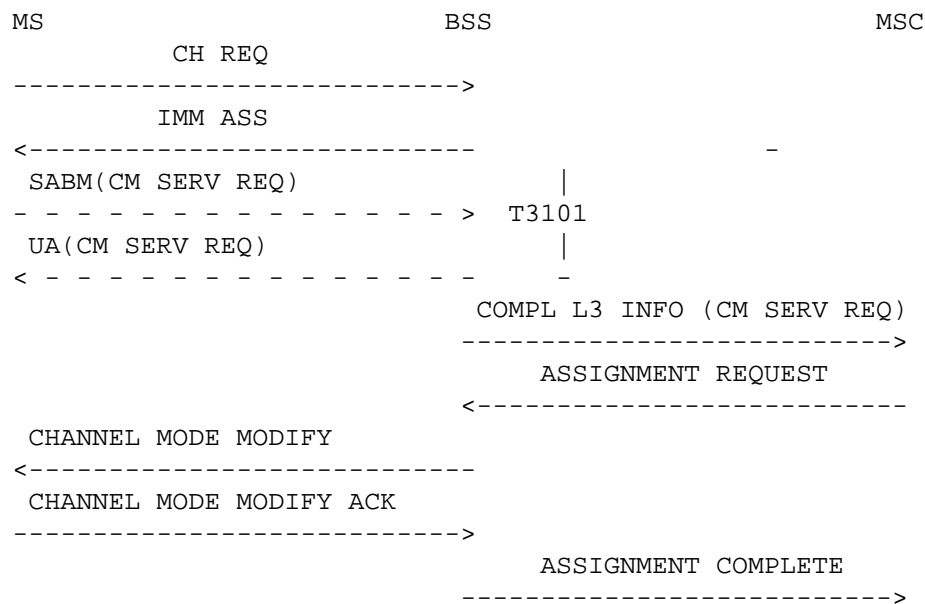 MS BSS MSC
CH REQ
---------------------------->
IMM ASS
<---------------------------- -
SABM(CM SERV REQ) |
- - - - - - - - - - - - - - > T3101
UA(CM SERV REQ) |
< - - - - - - - - - - - - - - -
COMPL L3 INFO (CM SERV REQ)
--------------------------->
ASSIGNMENT REQUEST
<---------------------------
CHANNEL MODE MODIFY
<----------------------------
CHANNEL MODE MODIFY ACK
---------------------------->
ASSIGNMENT COMPLETE
--------------------------->